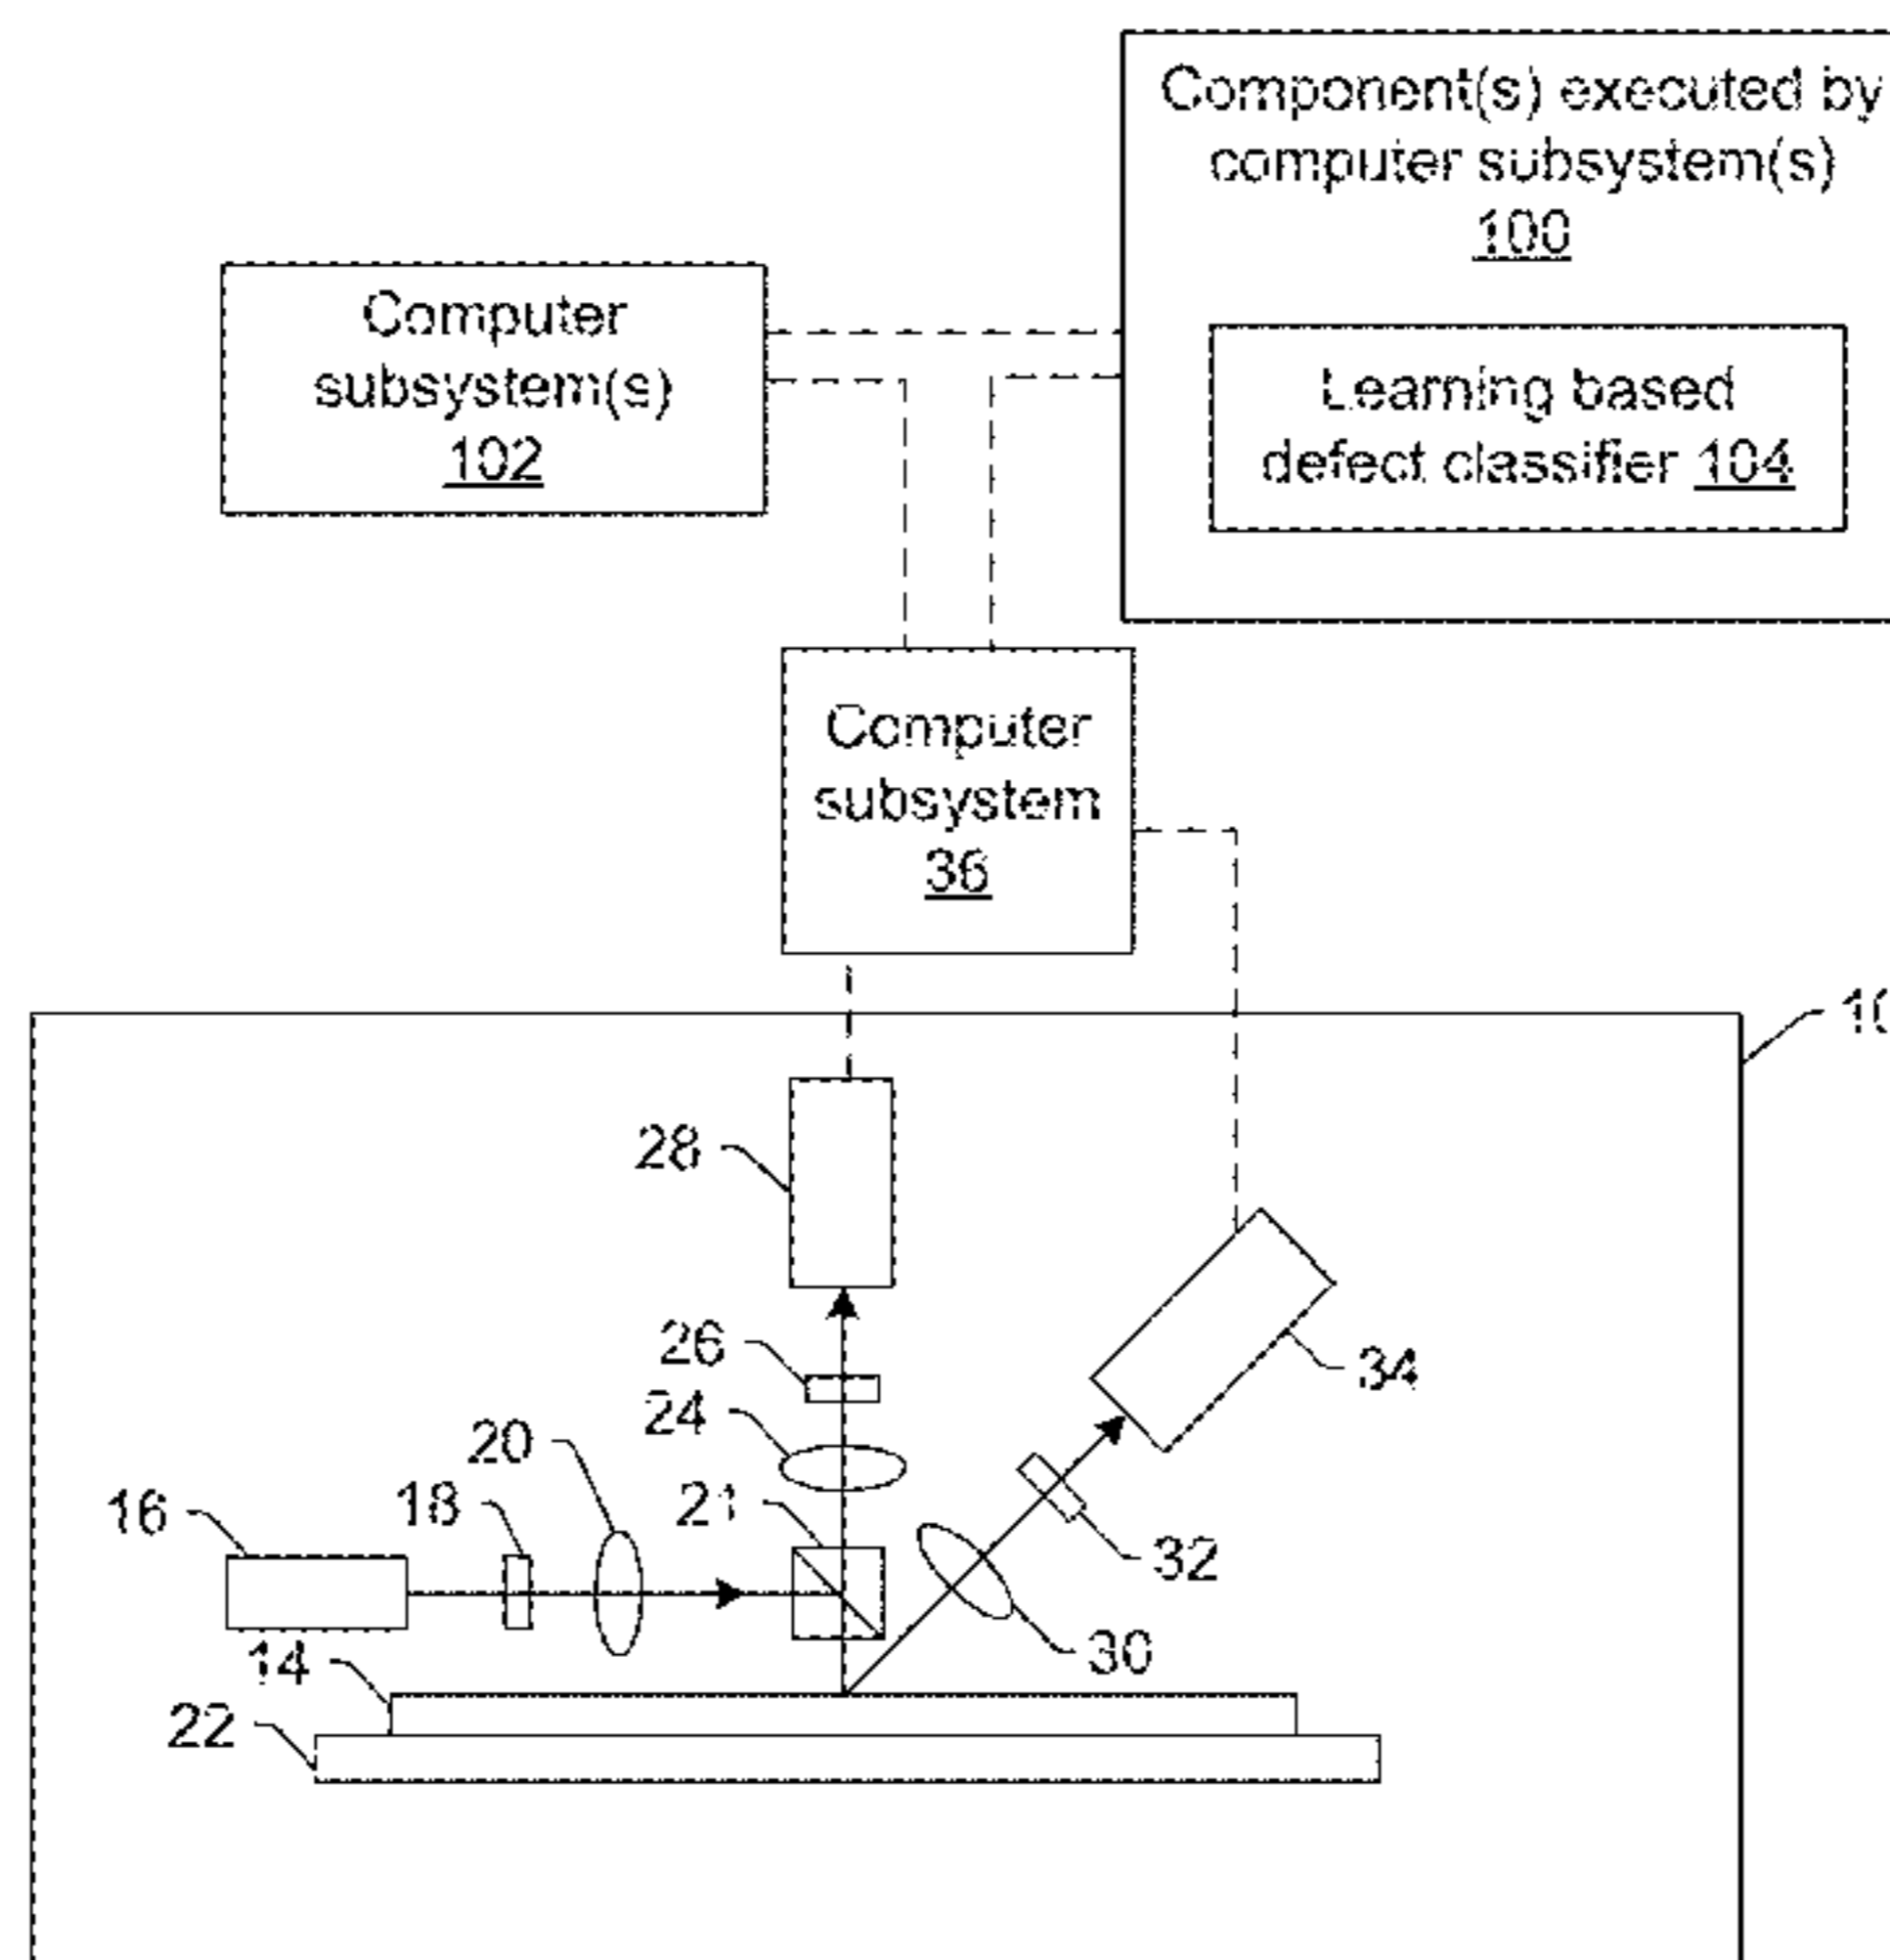 Component(s) executed by
computer subsystem(s)
100
Computer
subsystem(s)
102
Learning based
defect classifier 104
Computer
subsystem
36
10
28
26
34
24
20
21
18
16
32
30
14
22